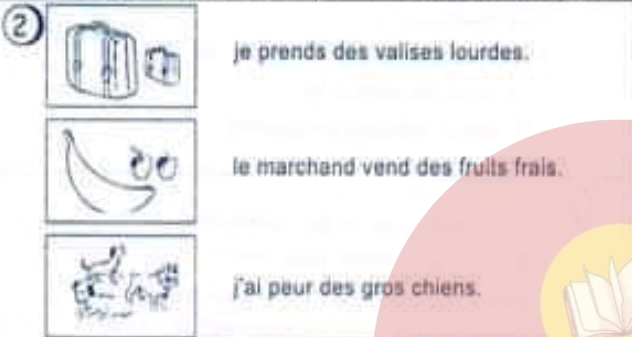 2
je prends des valises lourdes.
le marchand vend des fruits frais.
j'ai peur des gros chiens.